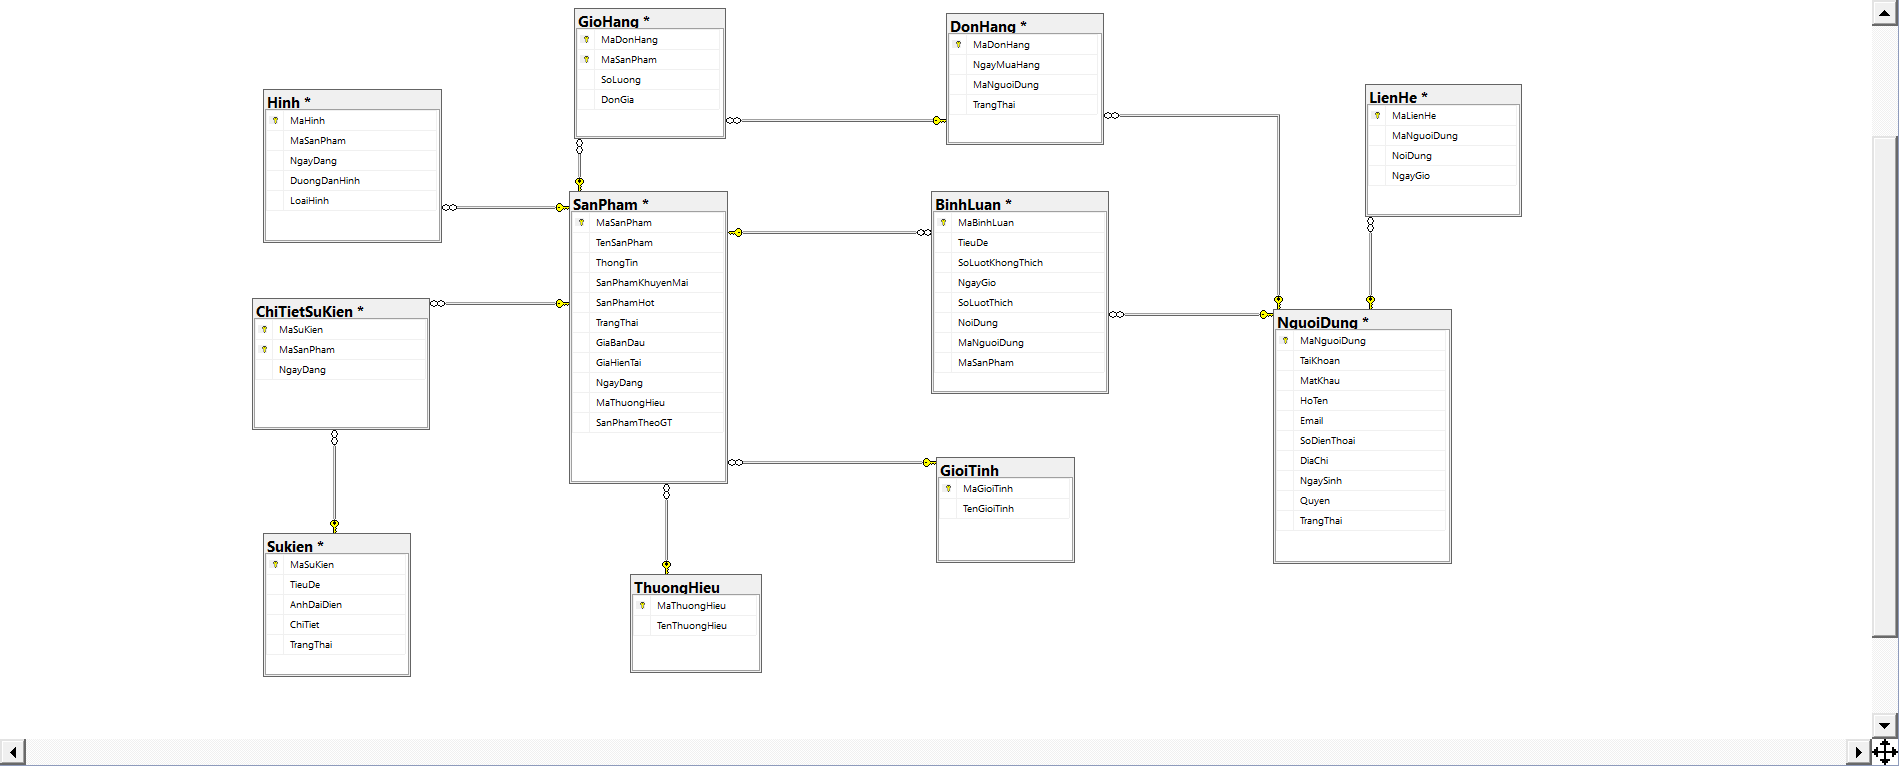 GioHang *
MaDonHang
MaSanPham
SoLuong
DonGia
DonHang *
MaDonHang
NgayMuaHang
MaNguoiDung
TrangThai
Hinh *
MaHinh
MaSanPham
NgayDang
DuongDanHinh
LoaiHinh
LienHe *
MaLienHe
MaNguoiDung
NoiDung
NgayGio
SanPham *
MaSanPham
TenSanPham
ThongTin
SanPhamKhuyenMai
SanPhamHot
TrangThai
GiaBanDau
GiaHienTai
NgayDang
MaThuongHieu
SanPhamTheoGT
BinhLuan *
MaBinhLuan
TieuDe
SoLuotKhongThich
NgayGio
SoLuotThich
NoiDung
MaNguoiDung
MaSanPham
ChiTietSuKien *
MaSuKien
MaSanPham
NgayDang
NguoiDung *
MaNguoiDung
TaiKhoan
MatKhau
HoTen
Email
SoDienThoai
DiaChi
NgaySinh
Quyen
TrangThai
GioiTinh
MaGioiTinh
TenGioiTinh
Sukien *
MaSuKien
TieuDe
AnhDaiDien
ChiTiet
TrangThai
ThuongHieu
MaThuongHieu
TenThuongHieu